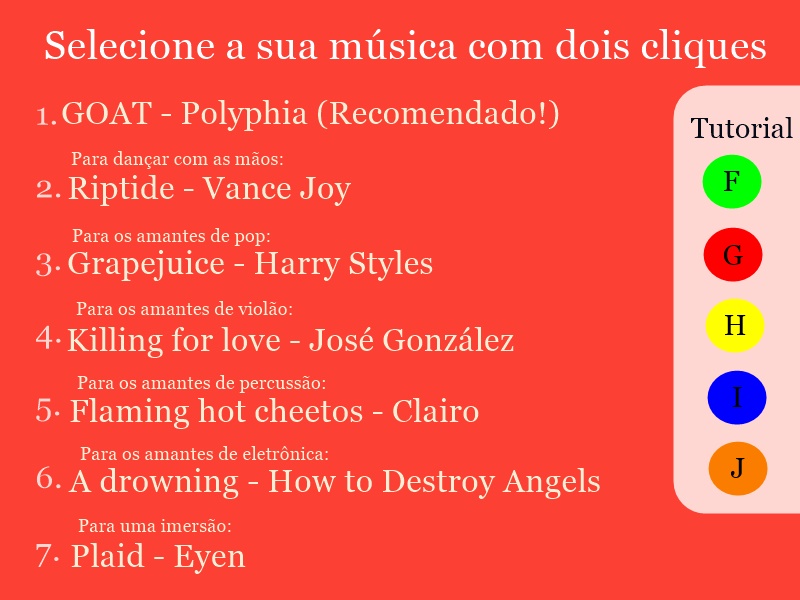 Selecione a sua música com dois cliques
1. GOAT - Polyphia (Recomendado!)
Para dançar com as mãos:
2. Riptide - Vance Joy
Para os amantes de pop:
3. Grapejuice - Harry Styles
Para os amantes de violão:
4. Killing for love - José González
Para os amantes de percussão:
5. Flaming hot cheetos - Clairo
Para os amantes de eletrônica:
6. A drowning - How to Destroy Angels
Para uma imersão:
7. Plaid - Eyen
Tutorial
F
G
H
I
J